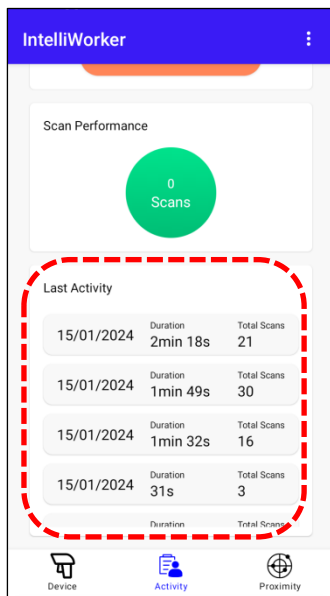 IntelliWorker
Scan Performance
0
Scans
Last Activity
15/01/2024
Duration
2min 18s
Total Scans
21
15/01/2024
Duration
1min 49s
Total Scans
30
15/01/2024
Duration
1min 32s
Total Scans
16
15/01/2024
Duration
31s
Total Scans
3
Duration
Total Scans
Device
Activity
Proximity